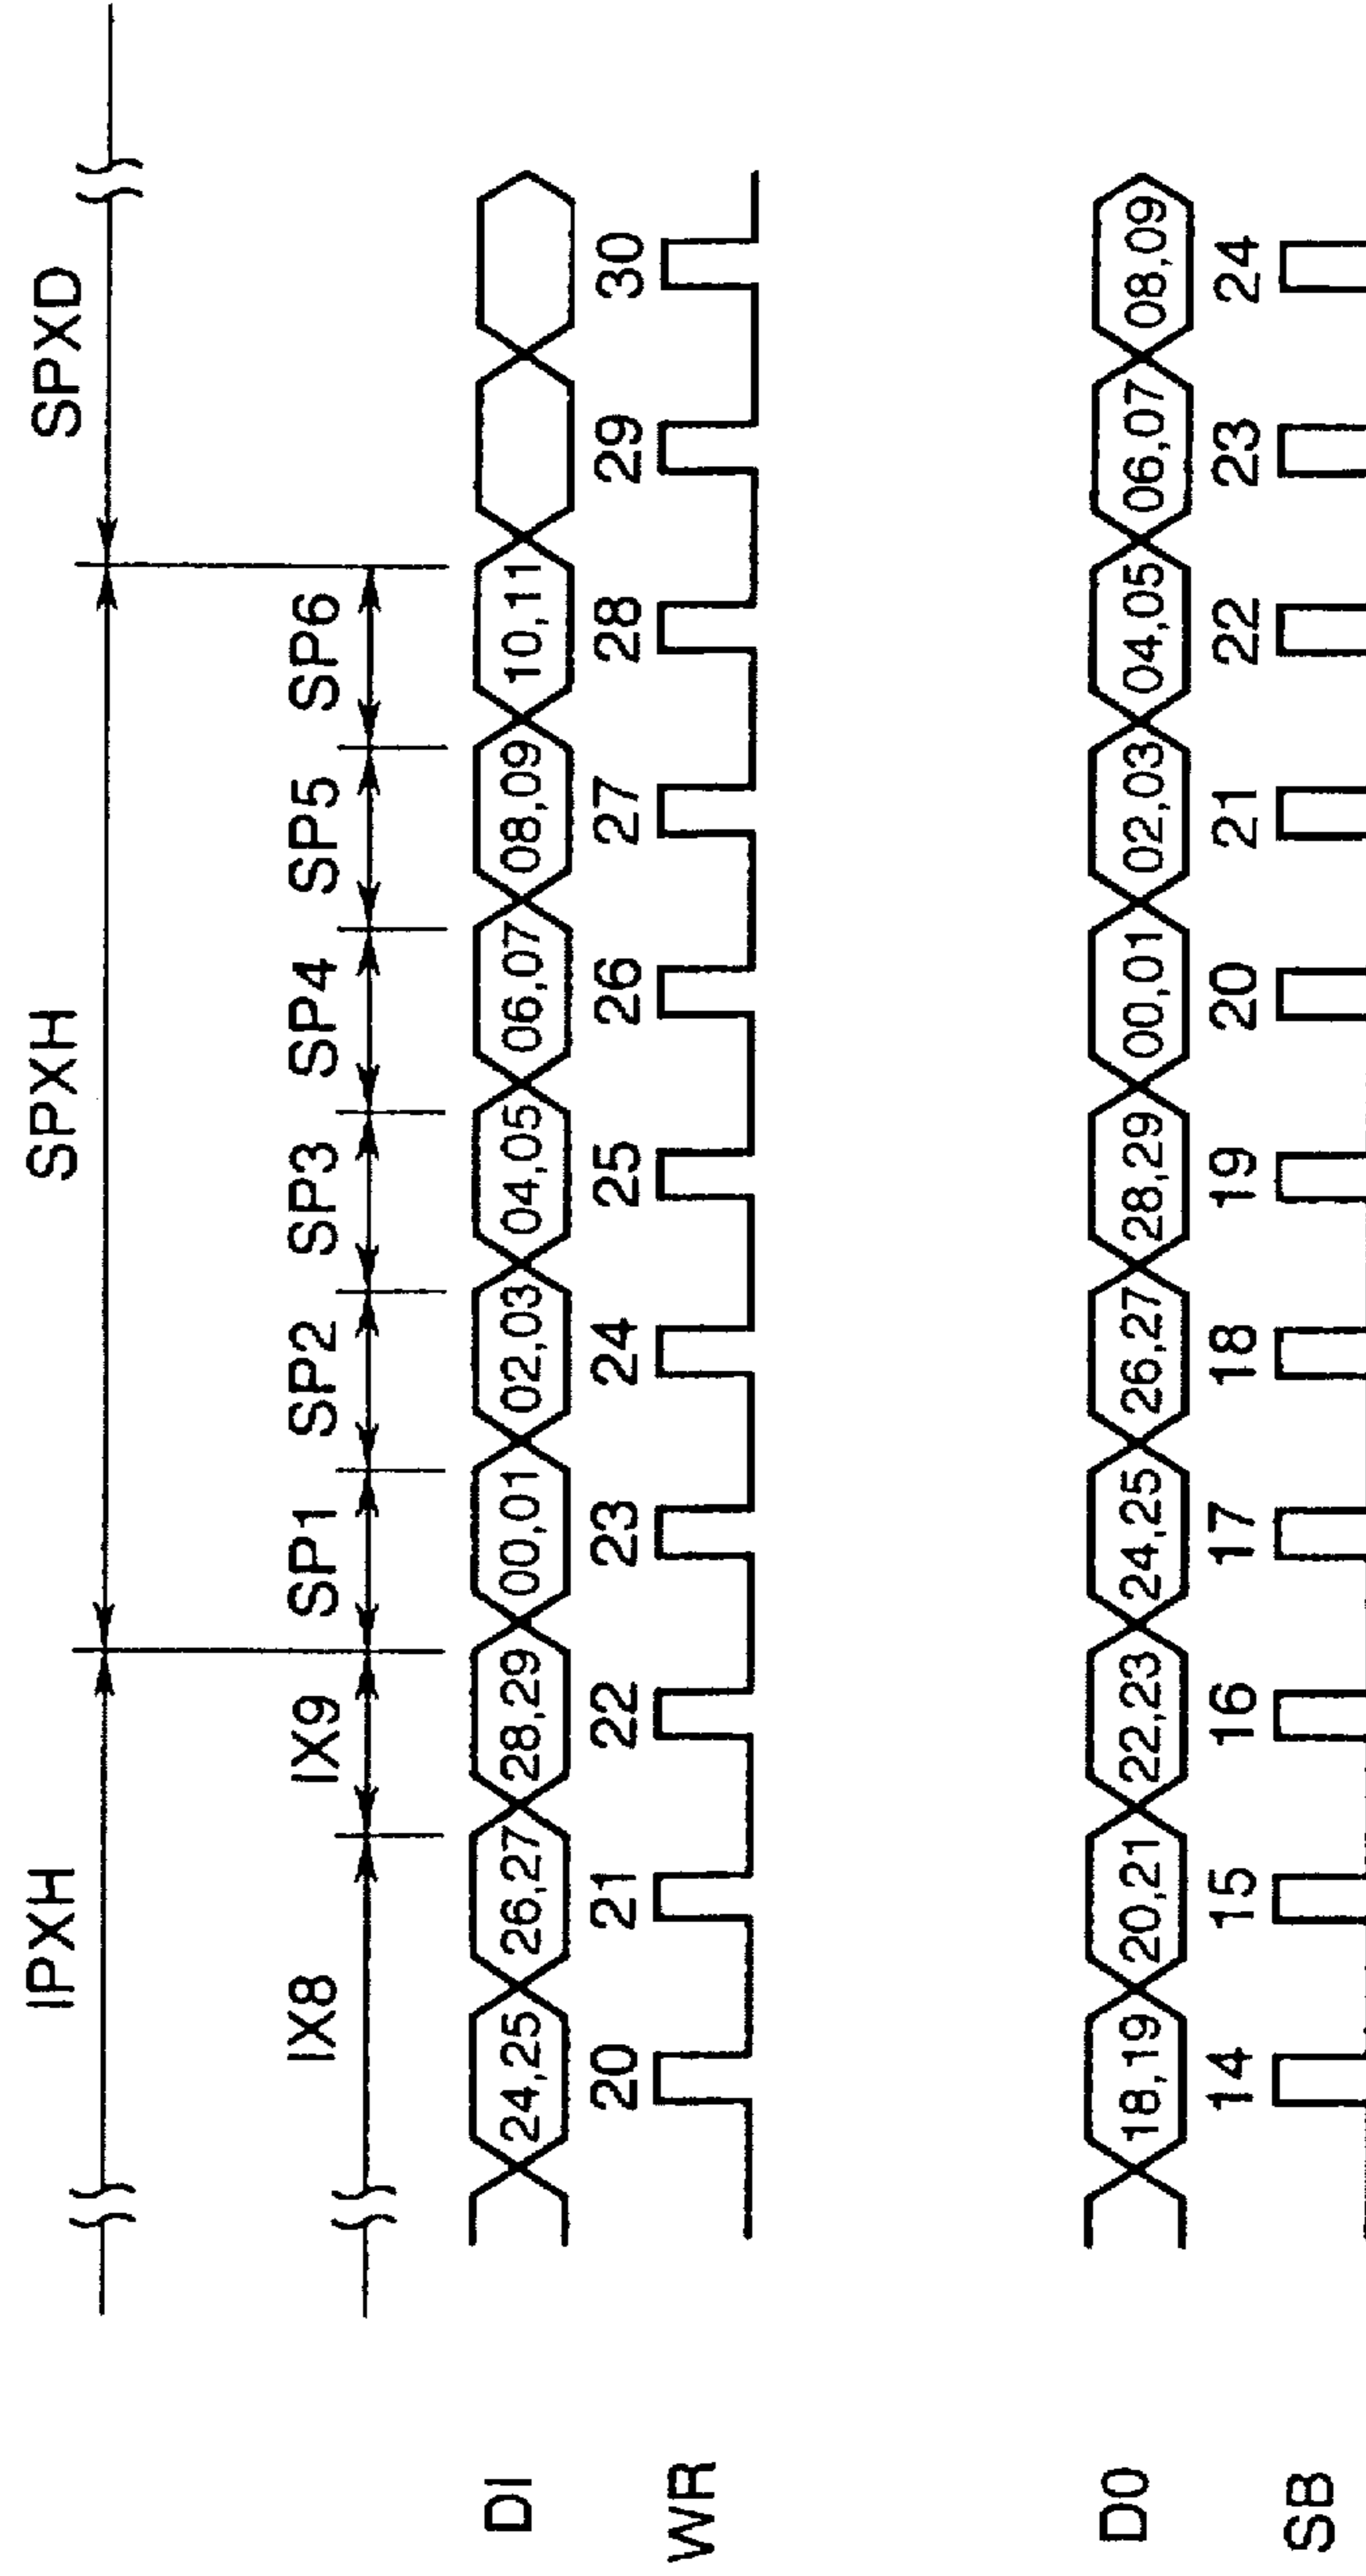 IPXH SPXH SPXD
IX8 IX9 SP1 SP2 SP3 SP4 SP5 SP6
DI 24,25 26,27 28,29 00,01 02,03 04,05 06,07 08,09 10,11
20 21 22 23 24 25 26 27 28 29 30
WR
D0 18,19 20,21 22,23 24,25 26,27 28,29 00,01 02,03 04,05 06,07 08,09
14 15 16 17 18 19 20 21 22 23 24
SB